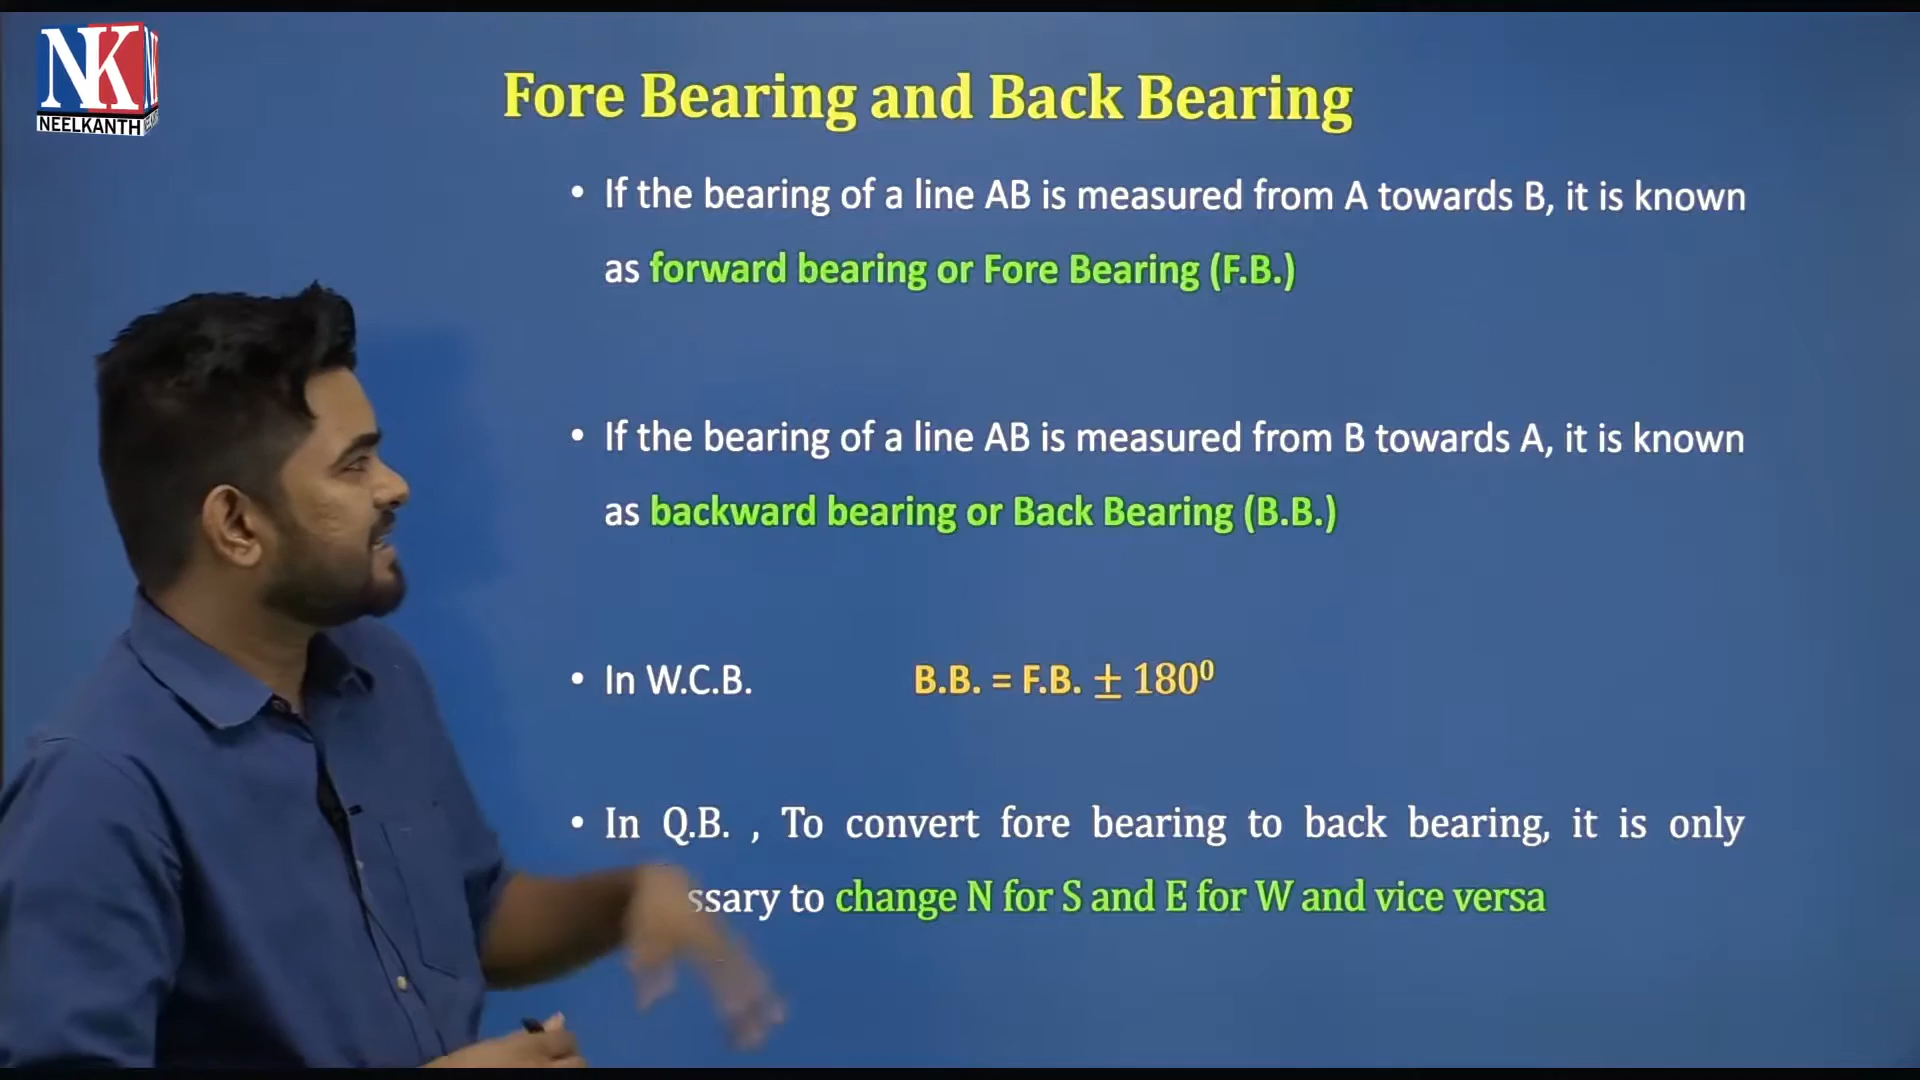 NK
NEELKANTH
Fore Bearing and Back Bearing
• If the bearing of a line AB is measured from A towards B, it is known
as forward bearing or Fore Bearing (F.B.)
• If the bearing of a line AB is measured from B towards A, it is known
as backward bearing or Back Bearing (B.B.)
• In W.C.B. B.B. = F.B. ± 180⁰
• In Q.B. , To convert fore bearing to back bearing, it is only
to change N for S and E for W and vice versa